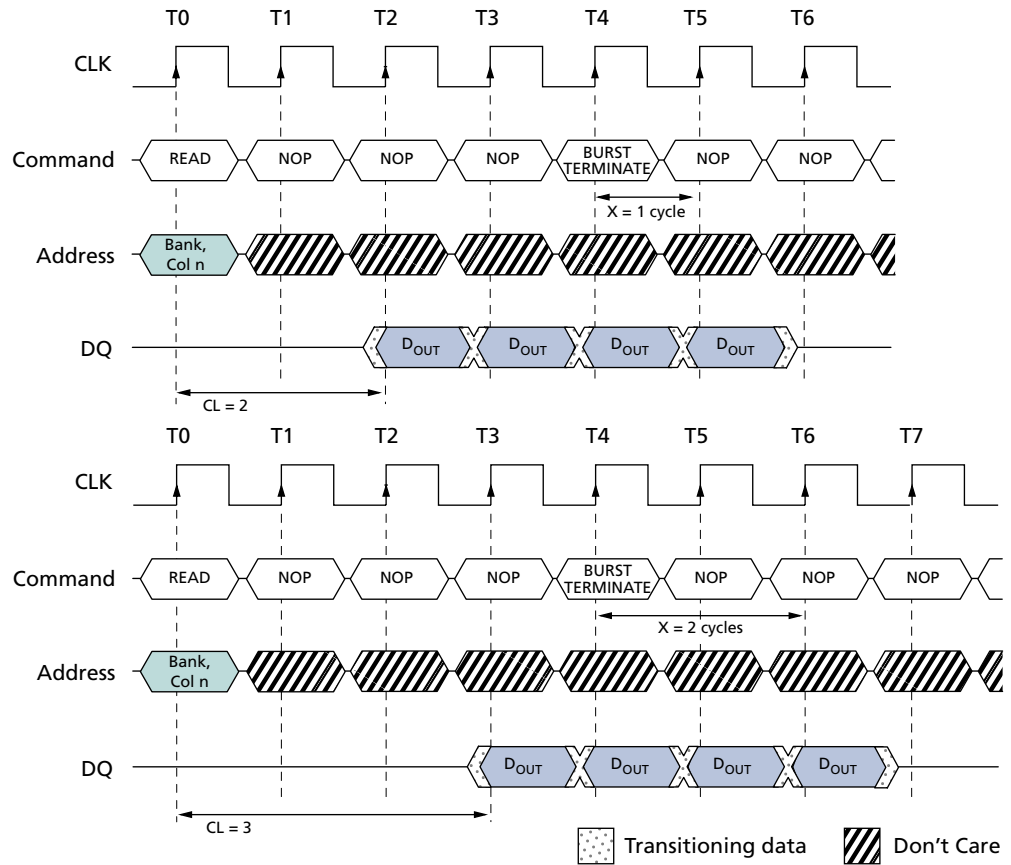 T0 T1 T2 T3 T4 T5 T6
CLK
Command READ NOP NOP NOP BURST TERMINATE NOP NOP
X = 1 cycle
Address Bank, Col n
DQ DOUT DOUT DOUT DOUT
CL = 2
T0 T1 T2 T3 T4 T5 T6 T7
CLK
Command READ NOP NOP NOP BURST TERMINATE NOP NOP NOP
X = 2 cycles
Address Bank, Col n
DQ DOUT DOUT DOUT DOUT
CL = 3
Transitioning data Don't Care